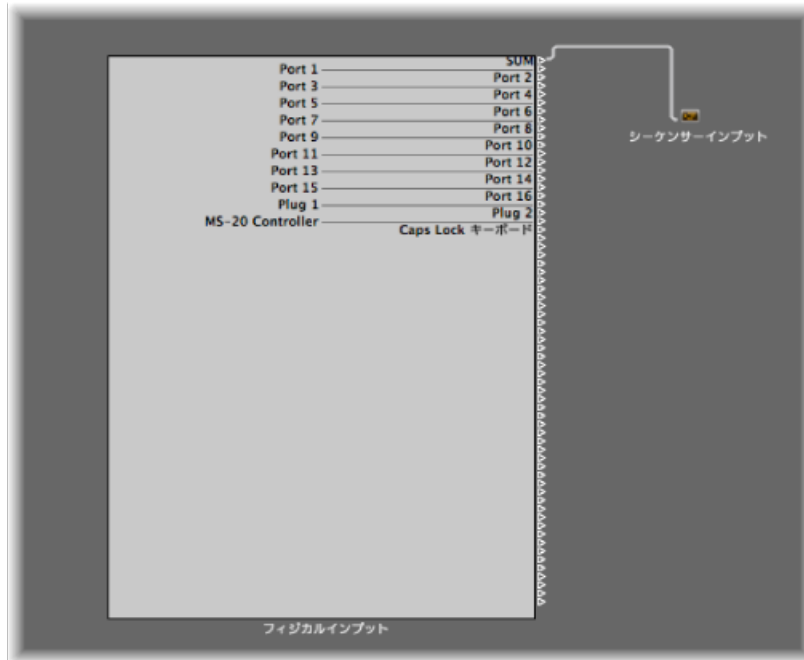 SUM
Port 1
Port 2
Port 3
Port 4
Port 5
Port 6
Port 7
Port 8
Port 9
Port 10
Port 11
Port 12
Port 13
Port 14
Port 15
Port 16
Plug 1
Plug 2
MS-20 Controller
Caps Lock キーボード
シーケンサーインプット
フィジカルインプット